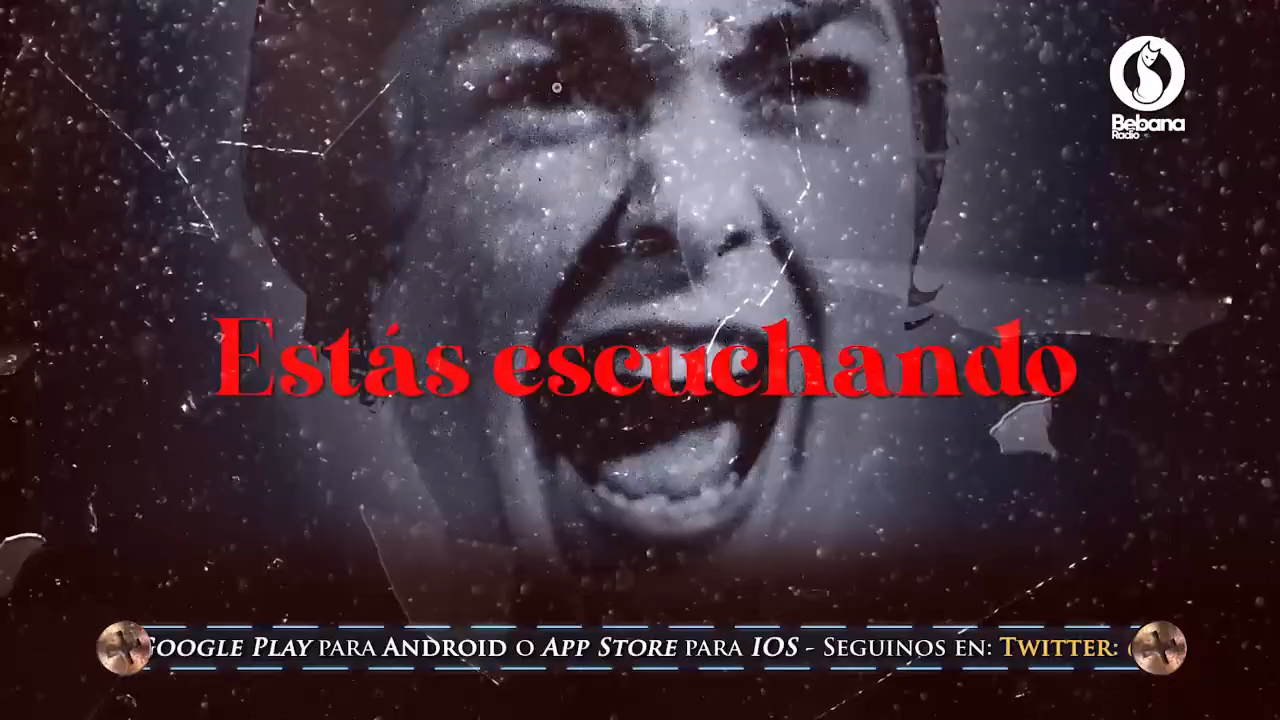 Bebana
Radio
Estás escuchando
GOOGLE PLAY PARA ANDROID O APP STORE PARA IOS - SEGUINOS EN: TWITTER: